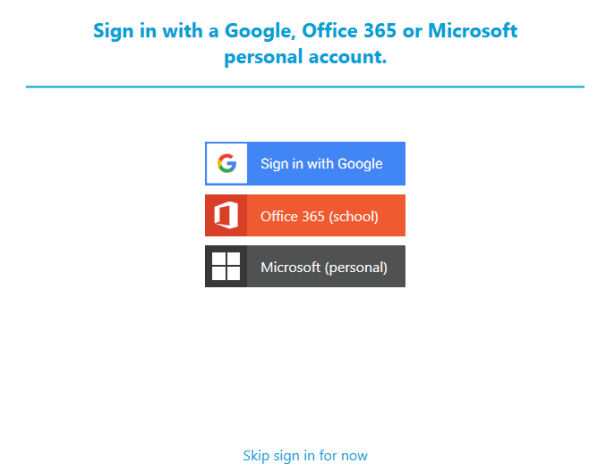 Sign in with a Google, Office 365 or Microsoft
personal account.
Sign in with Google
Office 365 (school)
Microsoft (personal)
Skip sign in for now